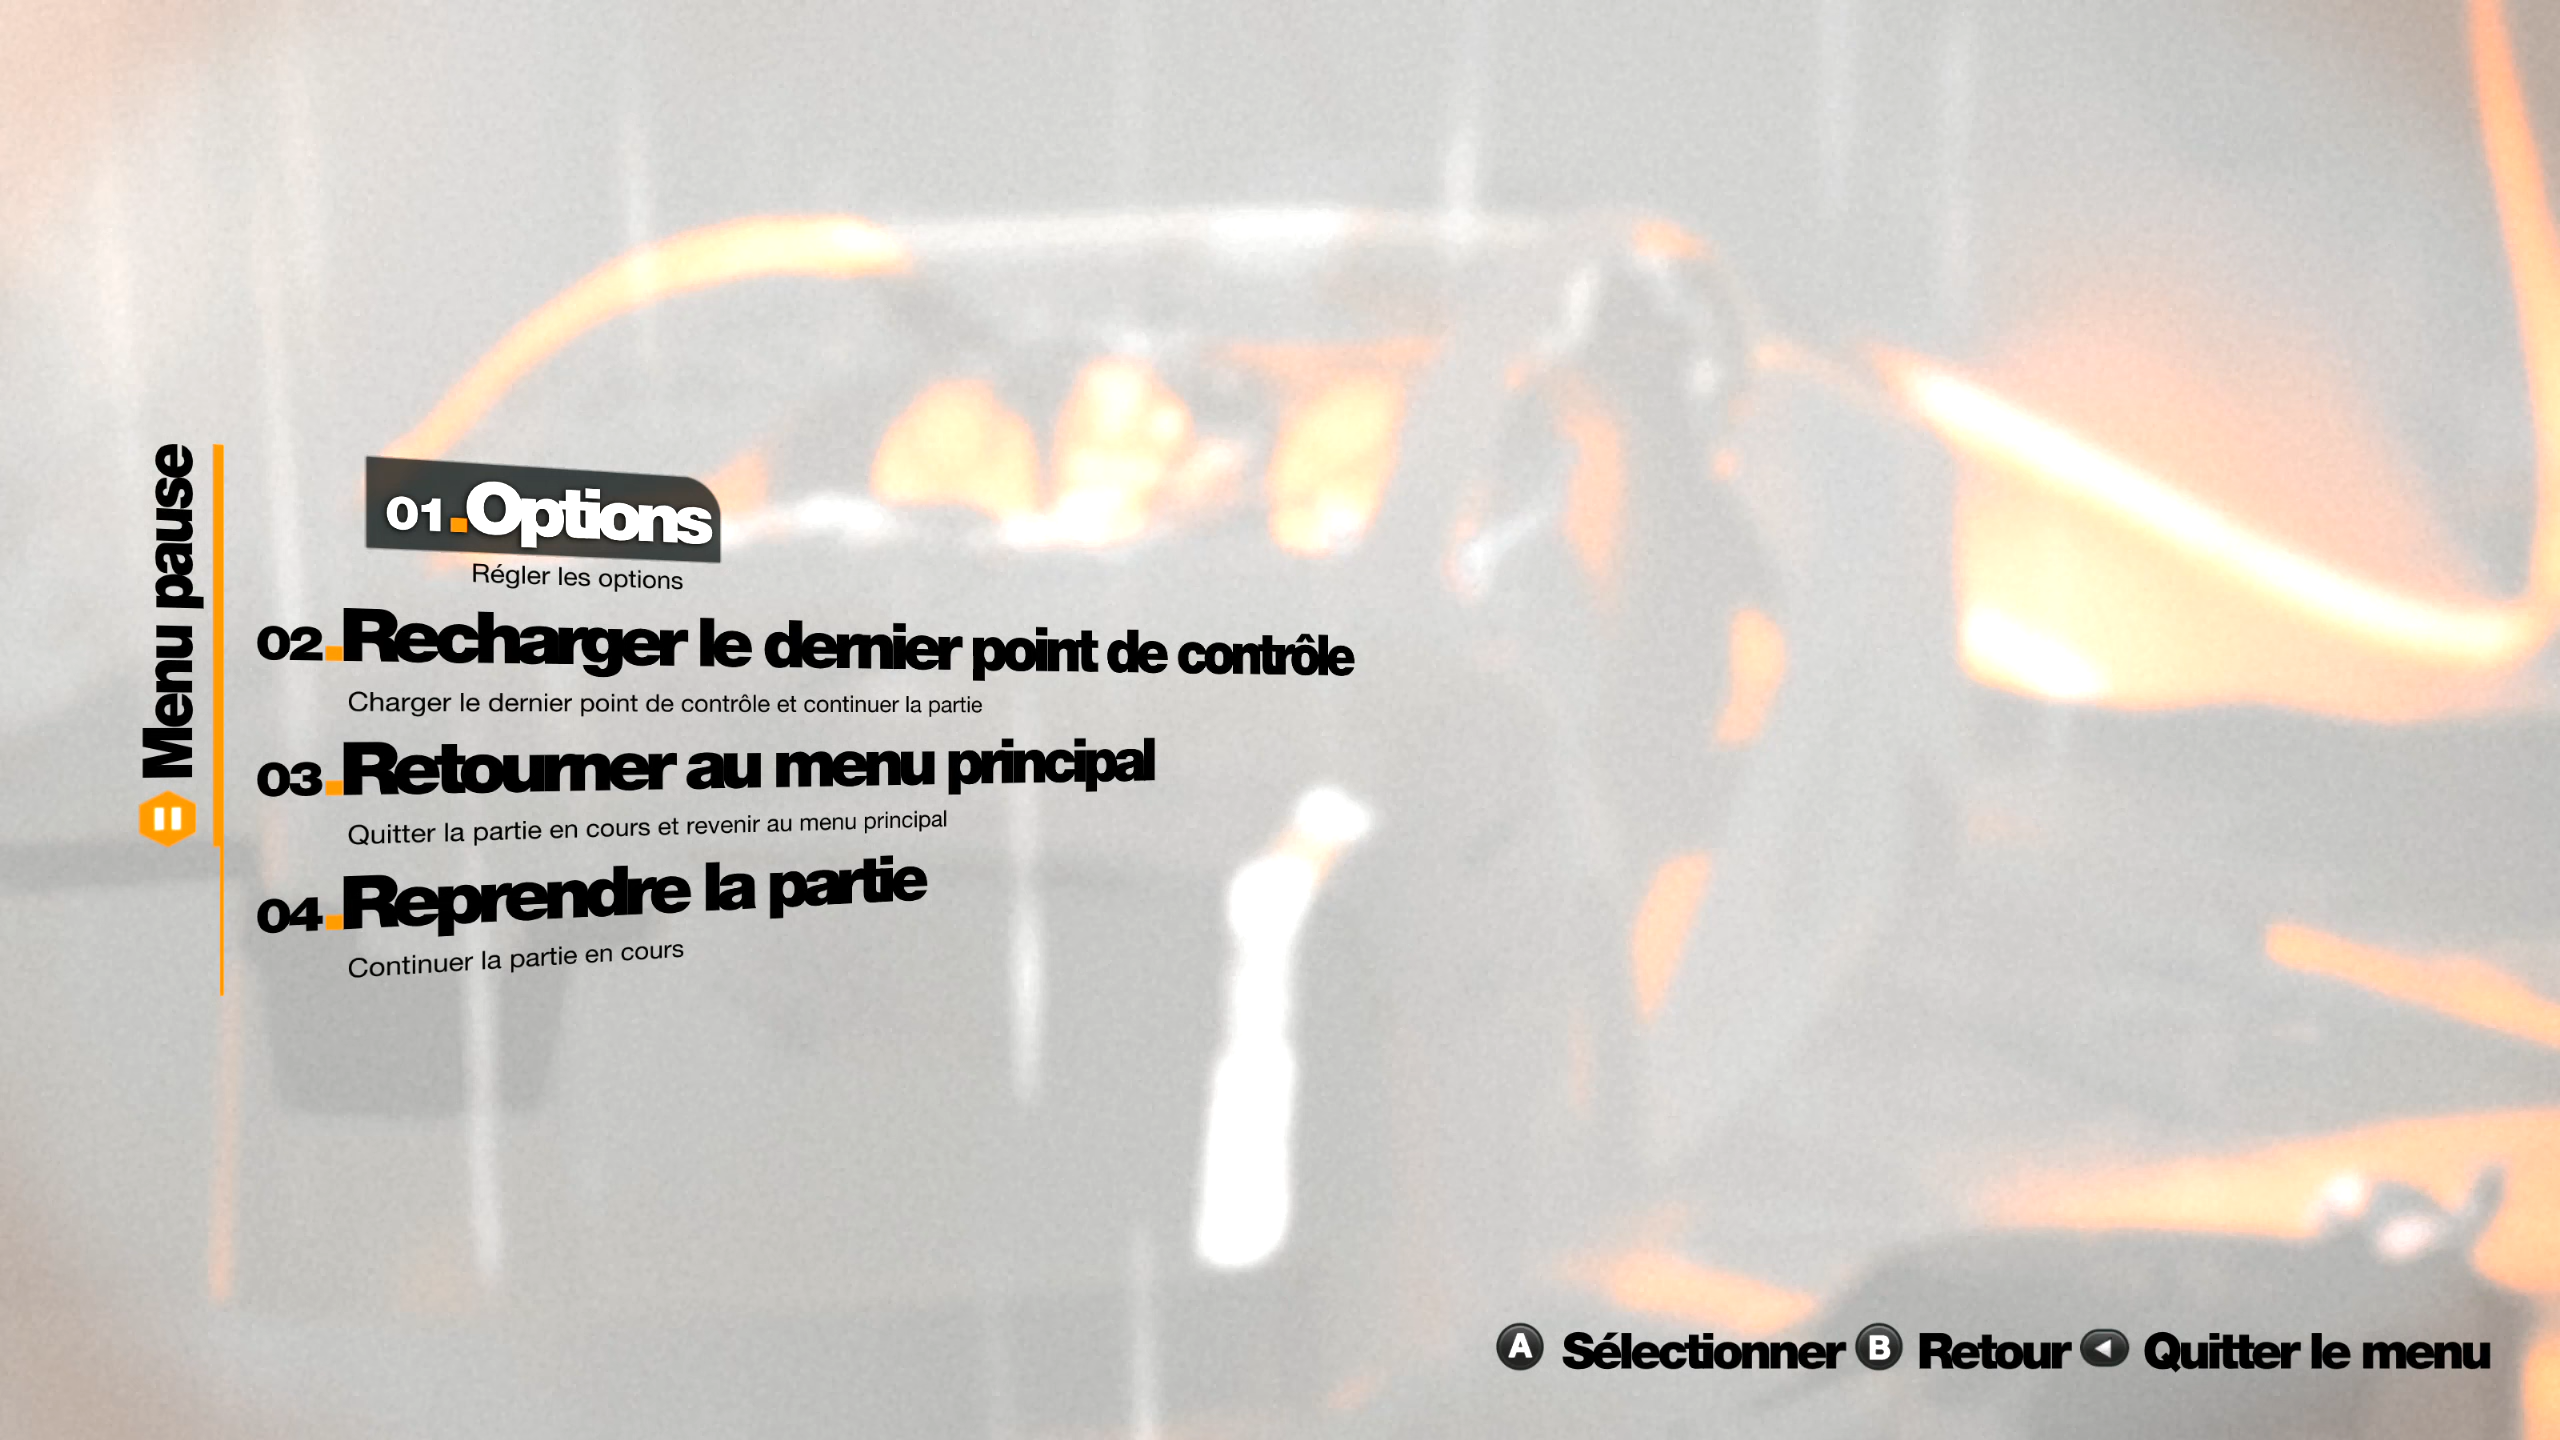 Menu pause
01.Options
Régler les options
02.Recharger le dernier point de contrôle
Charger le dernier point de contrôle et continuer la partie
03.Retourner au menu principal
Quitter la partie en cours et revenir au menu principal
04.Reprendre la partie
Continuer la partie en cours
A Sélectionner B Retour Quitter le menu